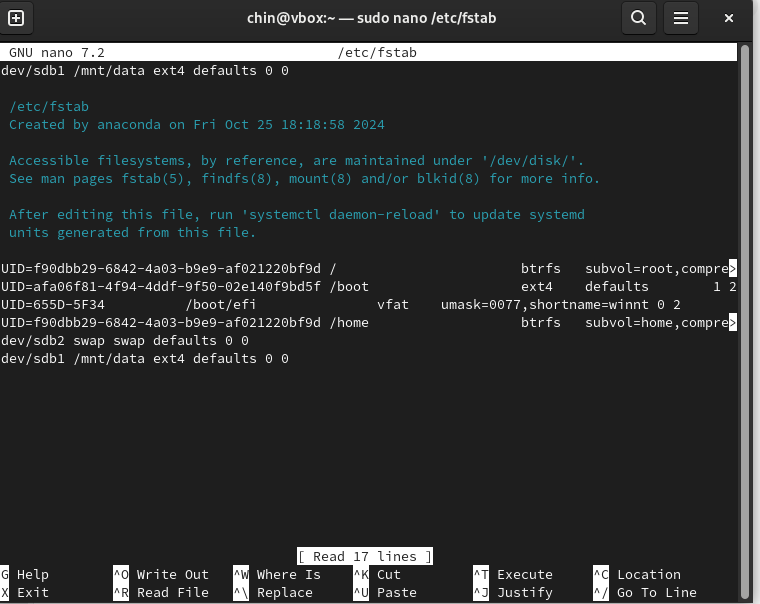 chin@vbox:~ — sudo nano /etc/fstab
GNU nano 7.2 /etc/fstab
dev/sdb1 /mnt/data ext4 defaults 0 0
/etc/fstab
Created by anaconda on Fri Oct 25 18:18:58 2024
Accessible filesystems, by reference, are maintained under '/dev/disk/'.
See man pages fstab(5), findfs(8), mount(8) and/or blkid(8) for more info.
After editing this file, run 'systemctl daemon-reload' to update systemd
units generated from this file.
UID=f90dbb29-6842-4a03-b9e9-af021220bf9d / btrfs subvol=root,compre>
UID=afa06f81-4f94-4ddf-9f50-02e140f9bd5f /boot ext4 defaults 1 2
UID=655D-5F34 /boot/efi vfat umask=0077,shortname=winnt 0 2
UID=f90dbb29-6842-4a03-b9e9-af021220bf9d /home btrfs subvol=home,compre>
dev/sdb2 swap swap defaults 0 0
dev/sdb1 /mnt/data ext4 defaults 0 0
[ Read 17 lines ]
G Help ^O Write Out ^W Where Is ^K Cut ^T Execute ^C Location
X Exit ^R Read File ^\ Replace ^U Paste ^J Justify ^/ Go To Line